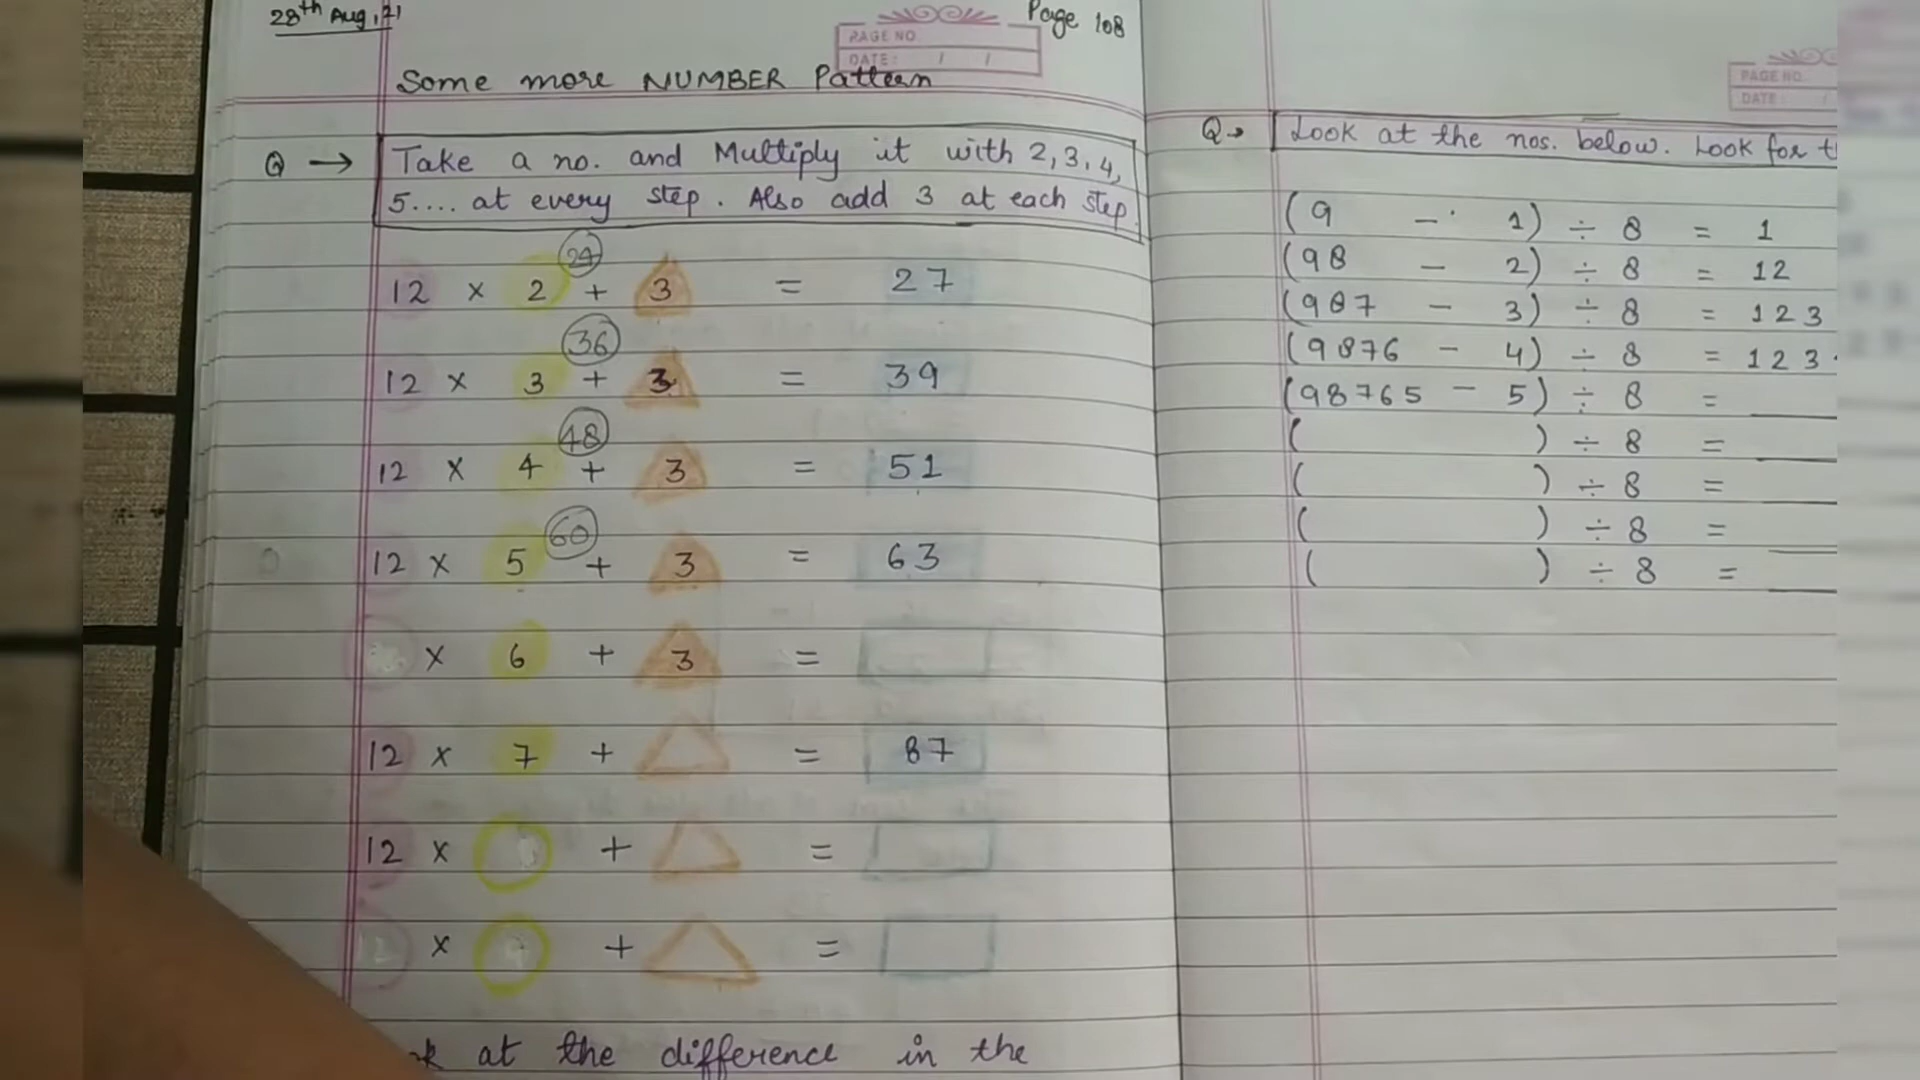 28th Aug, 21
Page 108
PAGE NO.
DATE: / /
Some more NUMBER Pattern
Q → Take a no. and Multiply it with 2, 3, 4,
5.... at every step. Also add 3 at each step.
24
12 × 2 + 3 = 27
36
12 × 3 + 3 = 39
48
12 × 4 + 3 = 51
60
12 × 5 + 3 = 63
× 6 + 3 =
12 × 7 + = 87
12 × + =
× + =
at the difference in the
PAGE NO.
DATE: /
Q → Look at the nos. below. Look for
(9 - 1) ÷ 8 = 1
(98 - 2) ÷ 8 = 12
(987 - 3) ÷ 8 = 123
(9876 - 4) ÷ 8 = 123
(98765 - 5) ÷ 8 =
( ) ÷ 8 =
( ) ÷ 8 =
( ) ÷ 8 =
( ) ÷ 8 =